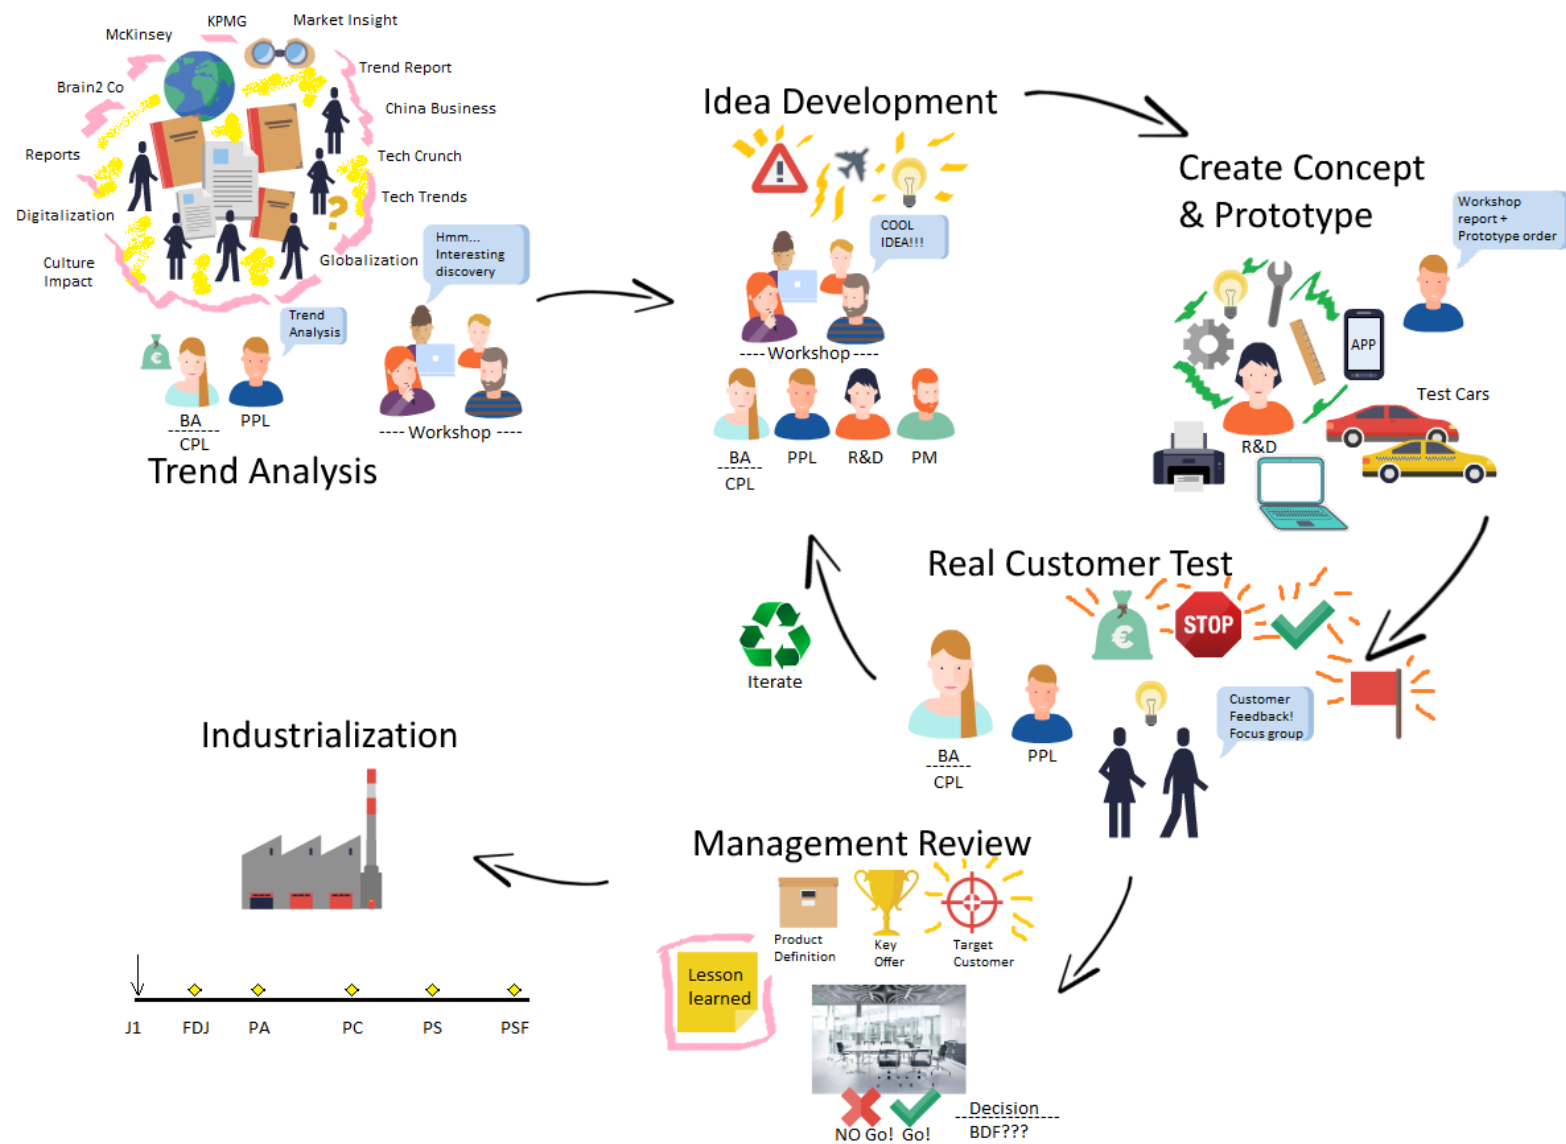 KPMG
Market Insight
McKinsey
Trend Report
Brain2 Co
China Business
Reports
Tech Crunch
Tech Trends
Digitalization
Globalization
Culture
Impact
Hmm...
Interesting
discovery
Trend
Analysis
BA
CPL
PPL
---- Workshop ----
Trend Analysis
Idea Development
COOL
IDEA!!!
---- Workshop ----
BA
CPL
PPL
R&D
PM
Create Concept
& Prototype
Workshop
report +
Prototype order
APP
Test Cars
R&D
Real Customer Test
STOP
Customer
Feedback!
Focus group
BA
CPL
PPL
Iterate
Management Review
Product
Definition
Key
Offer
Target
Customer
Lesson
learned
NO Go!
Go!
Decision
BDF???
Industrialization
J1
FDJ
PA
PC
PS
PSF